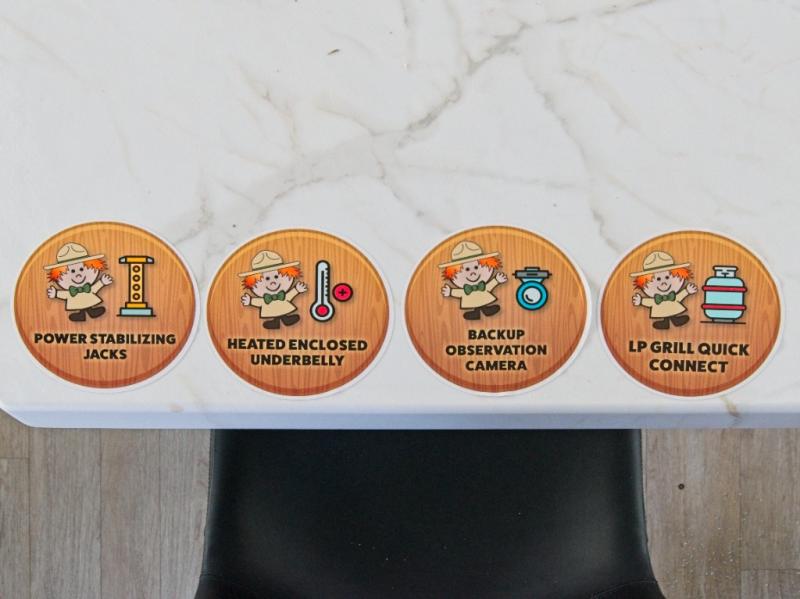 POWER STABILIZING
JACKS
HEATED ENCLOSED
UNDERBELLY
BACKUP
OBSERVATION
CAMERA
LP GRILL QUICK
CONNECT